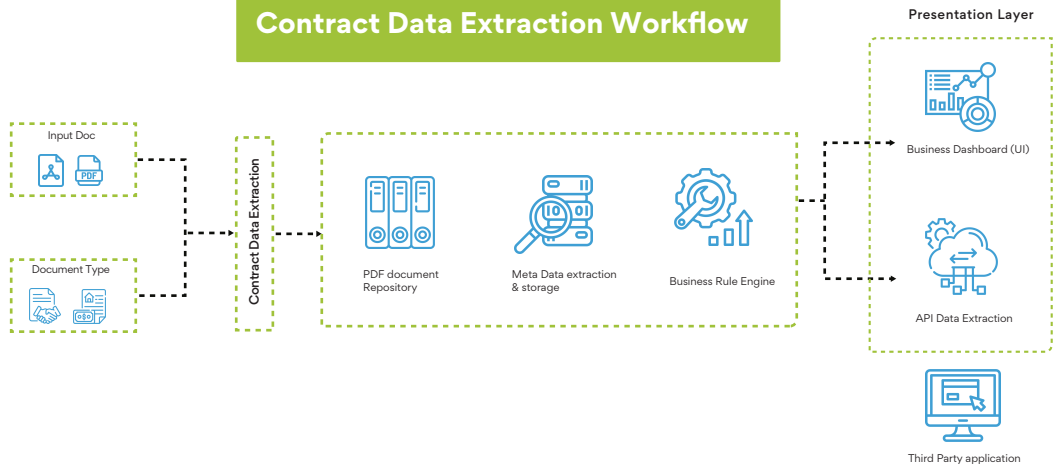 Contract Data Extraction Workflow
Presentation Layer
Input Doc
PDF
Document Type
Contract Data Extraction
PDF document
Repository
Meta Data extraction
& storage
Business Rule Engine
Business Dashboard (UI)
API Data Extraction
Third Party application